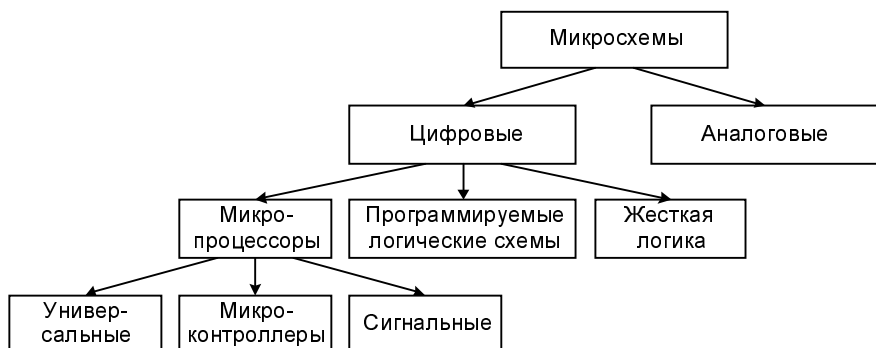 Микросхемы
Цифровые
Аналоговые
Микро-
процессоры
Программируемые
логические схемы
Жесткая
логика
Универ-
сальные
Микро-
контроллеры
Сигнальные